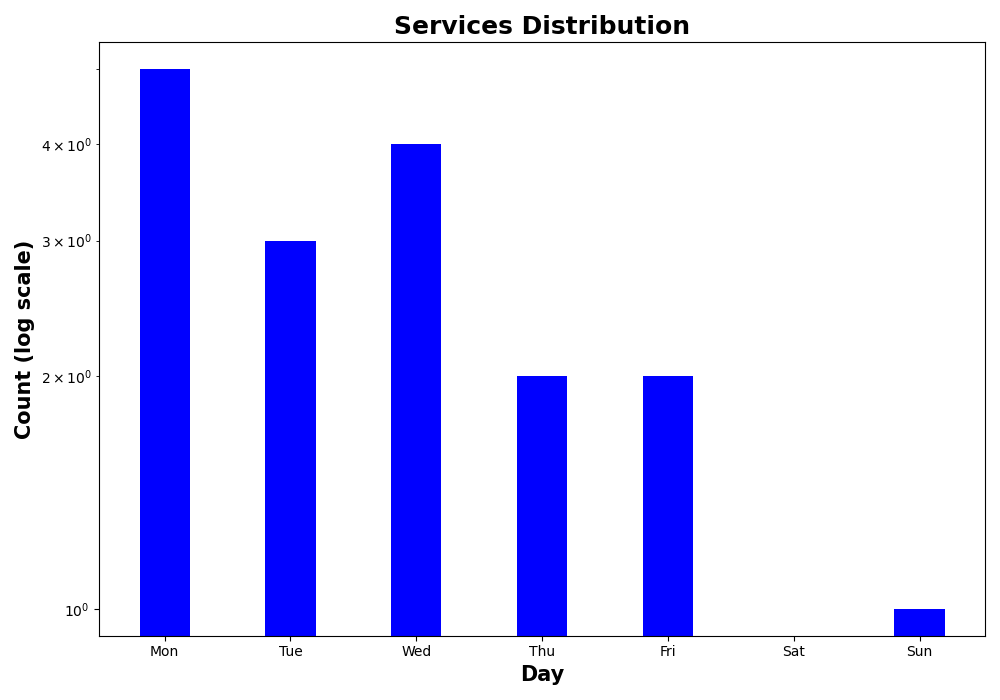 Services Distribution
Count (log scale)
4 × 10⁰
3 × 10⁰
2 × 10⁰
10⁰
Mon Tue Wed Thu Fri Sat Sun
Day